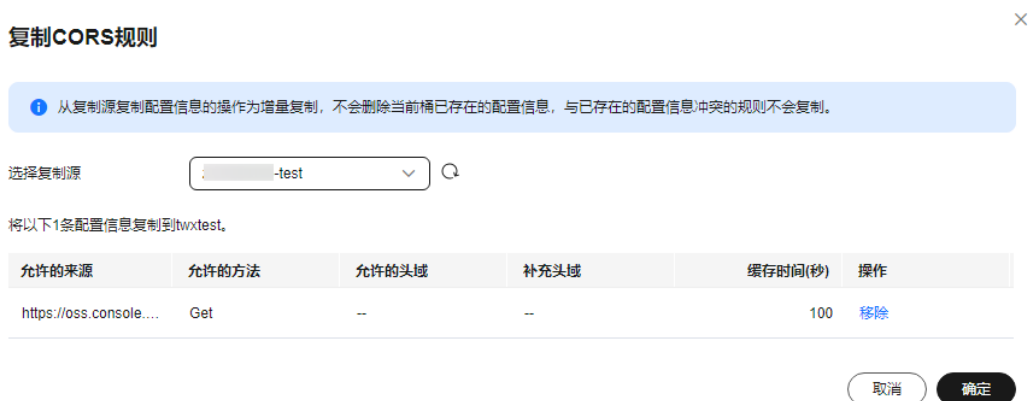 复制CORS规则
从复制源复制配置信息的操作为增量复制，不会删除当前桶已存在的配置信息，与已存在的配置信息冲突的规则不会复制。
选择复制源 -test
将以下1条配置信息复制到twxtest。
允许的来源 允许的方法 允许的头域 补充头域 缓存时间(秒) 操作
https://oss.console.... Get -- -- 100 移除
取消 确定